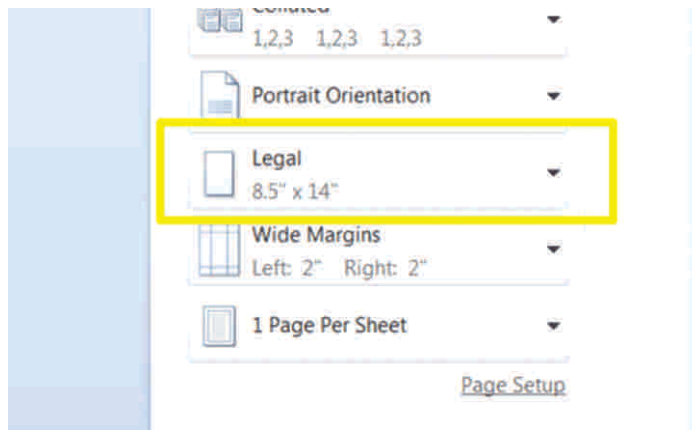 Collated
1,2,3 1,2,3 1,2,3
Portrait Orientation
Legal
8.5" x 14"
Wide Margins
Left: 2" Right: 2"
1 Page Per Sheet
Page Setup